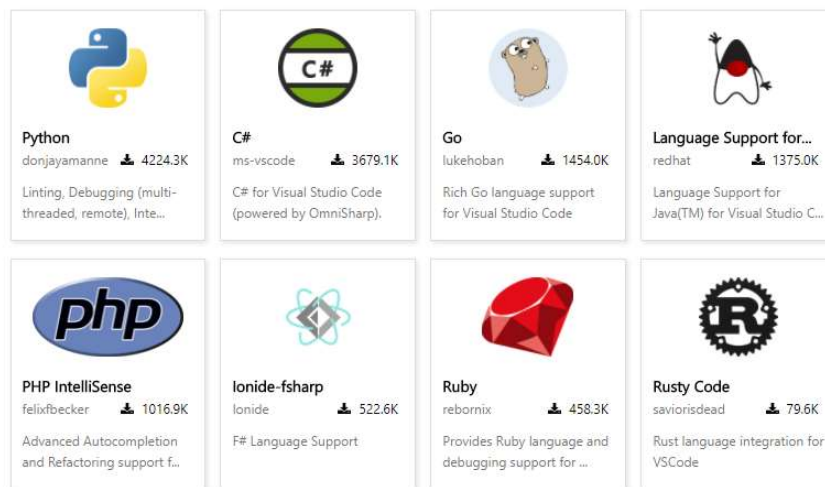 C#
Python
donjayamanne 4224.3K
Linting, Debugging (multi-
threaded, remote), Inte...
C#
ms-vscode 3679.1K
C# for Visual Studio Code
(powered by OmniSharp).
Go
lukehoban 1454.0K
Rich Go language support
for Visual Studio Code
Language Support for...
redhat 1375.0K
Language Support for
Java(TM) for Visual Studio C...
php
PHP IntelliSense
felixfbecker 1016.9K
Advanced Autocompletion
and Refactoring support f...
Ionide-fsharp
Ionide 522.6K
F# Language Support
Ruby
rebornix 458.3K
Provides Ruby language and
debugging support for ...
R
Rusty Code
saviorisdead 79.6K
Rust language integration for
VSCode